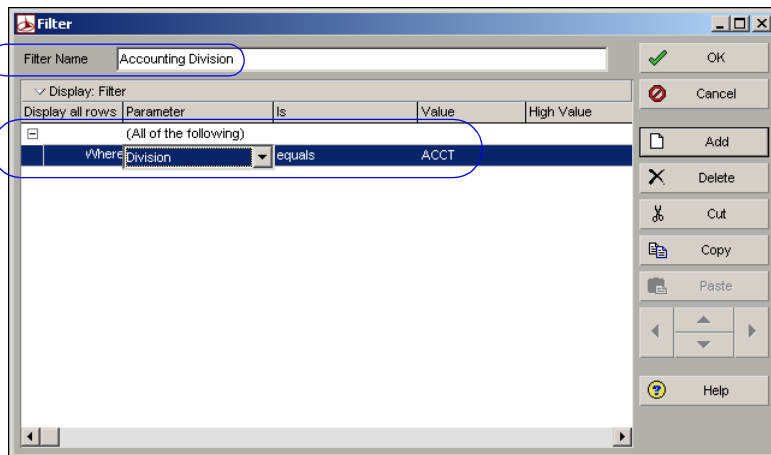 Filter
Filter Name Accounting Division
Display: Filter
Display all rows Parameter Is Value High Value
(All of the following)
Where Division equals ACCT
OK
Cancel
Add
Delete
Cut
Copy
Paste
Help